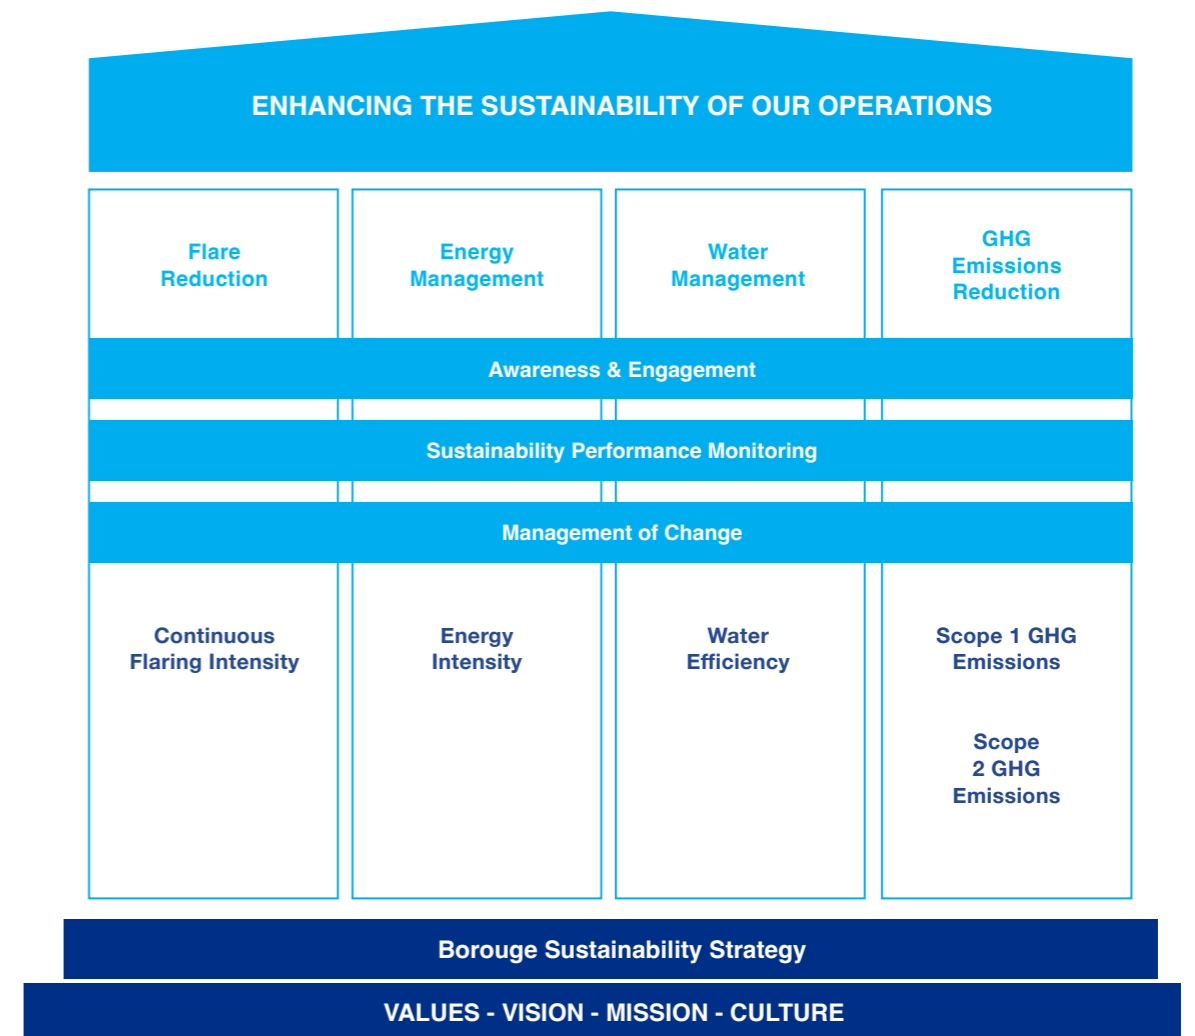 ENHANCING THE SUSTAINABILITY OF OUR OPERATIONS
Flare
Reduction
Energy
Management
Water
Management
GHG
Emissions
Reduction
Awareness & Engagement
Sustainability Performance Monitoring
Management of Change
Continuous
Flaring Intensity
Energy
Intensity
Water
Efficiency
Scope 1 GHG
Emissions
Scope
2 GHG
Emissions
Borouge Sustainability Strategy
VALUES - VISION - MISSION - CULTURE